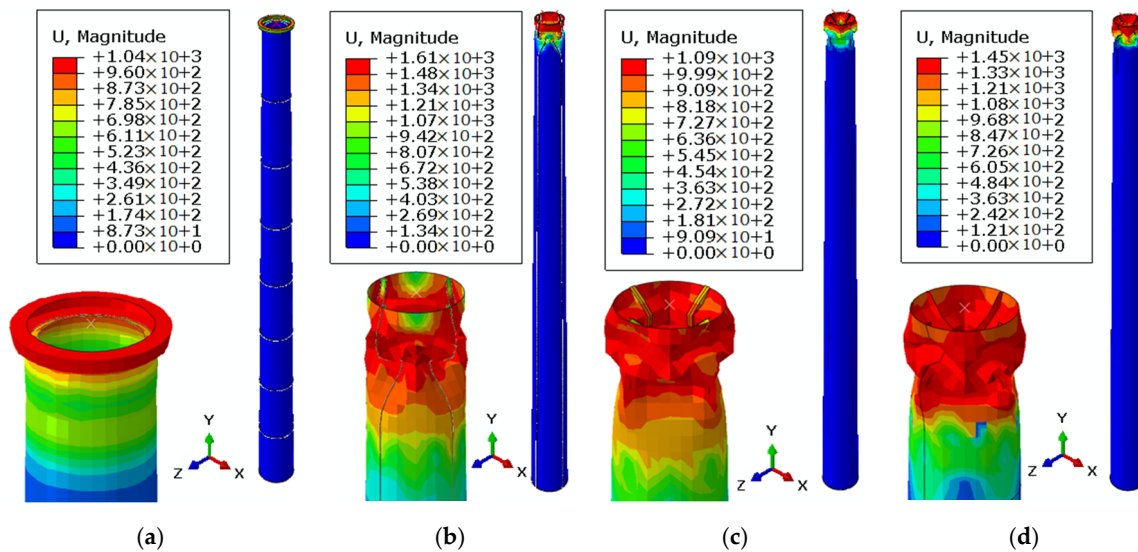 U, Magnitude
+1.04×10+3
+9.60×10+2
+8.73×10+2
+7.85×10+2
+6.98×10+2
+6.11×10+2
+5.23×10+2
+4.36×10+2
+3.49×10+2
+2.61×10+2
+1.74×10+2
+8.73×10+1
+0.00×10+0
Y
Z
X
(a)
U, Magnitude
+1.61×10+3
+1.48×10+3
+1.34×10+3
+1.21×10+3
+1.07×10+3
+9.42×10+2
+8.07×10+2
+6.72×10+2
+5.38×10+2
+4.03×10+2
+2.69×10+2
+1.34×10+2
+0.00×10+0
Y
Z
X
(b)
U, Magnitude
+1.09×10+3
+9.99×10+2
+9.09×10+2
+8.18×10+2
+7.27×10+2
+6.36×10+2
+5.45×10+2
+4.54×10+2
+3.63×10+2
+2.72×10+2
+1.81×10+2
+9.09×10+1
+0.00×10+0
Y
Z
X
(c)
U, Magnitude
+1.45×10+3
+1.33×10+3
+1.21×10+3
+1.08×10+3
+9.68×10+2
+8.47×10+2
+7.26×10+2
+6.05×10+2
+4.84×10+2
+3.63×10+2
+2.42×10+2
+1.21×10+2
+0.00×10+0
Y
Z
X
(d)